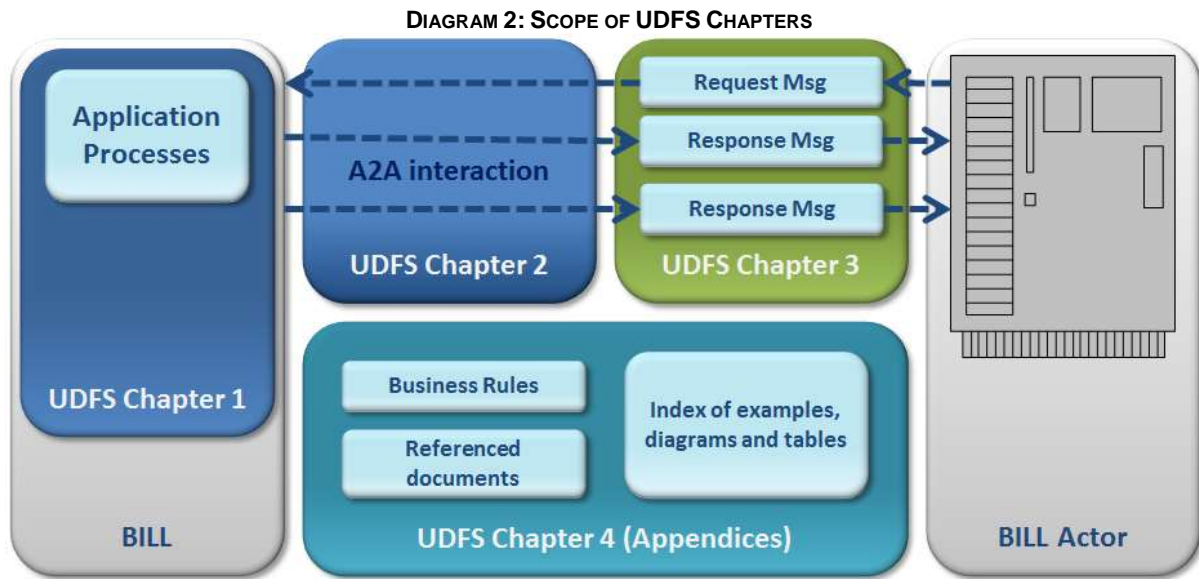 DIAGRAM 2: SCOPE OF UDFS CHAPTERS
Application
Processes
UDFS Chapter 1
BILL
A2A interaction
UDFS Chapter 2
Request Msg
Response Msg
Response Msg
UDFS Chapter 3
Business Rules
Referenced
documents
Index of examples,
diagrams and tables
UDFS Chapter 4 (Appendices)
BILL Actor